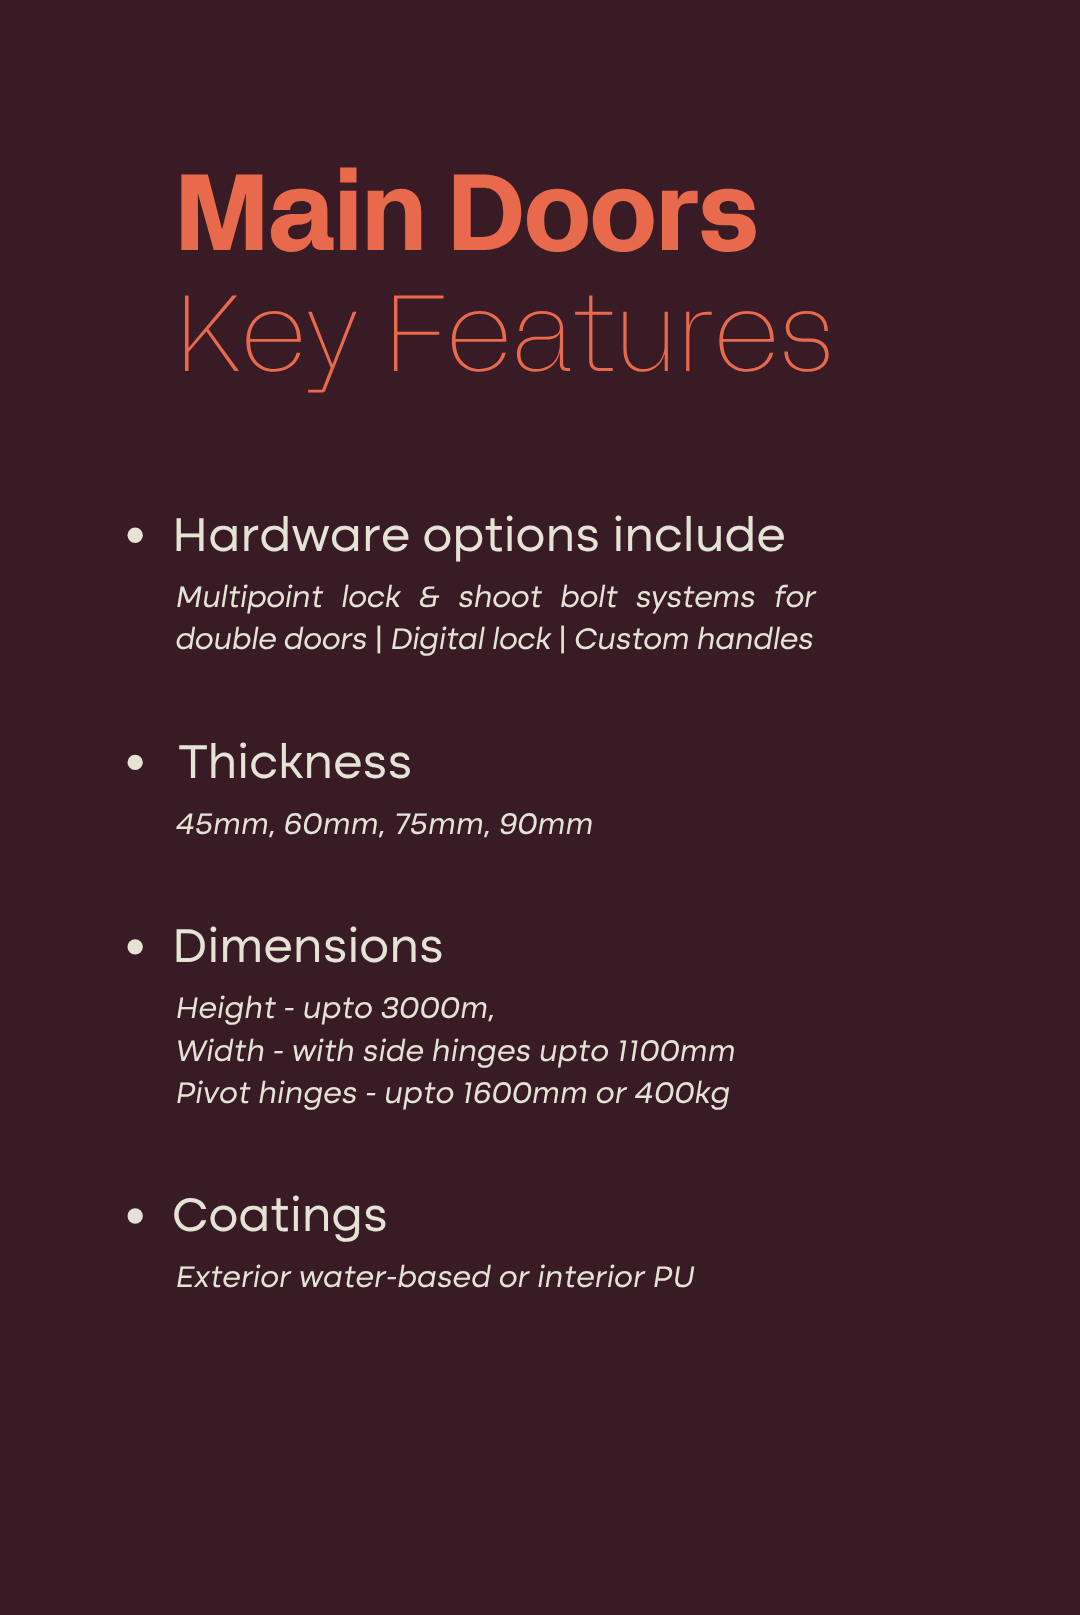 Main Doors
Key Features
• Hardware options include
Multipoint lock & shoot bolt systems for
double doors | Digital lock | Custom handles
• Thickness
45mm, 60mm, 75mm, 90mm
• Dimensions
Height - upto 3000m,
Width - with side hinges upto 1100mm
Pivot hinges - upto 1600mm or 400kg
• Coatings
Exterior water-based or interior PU